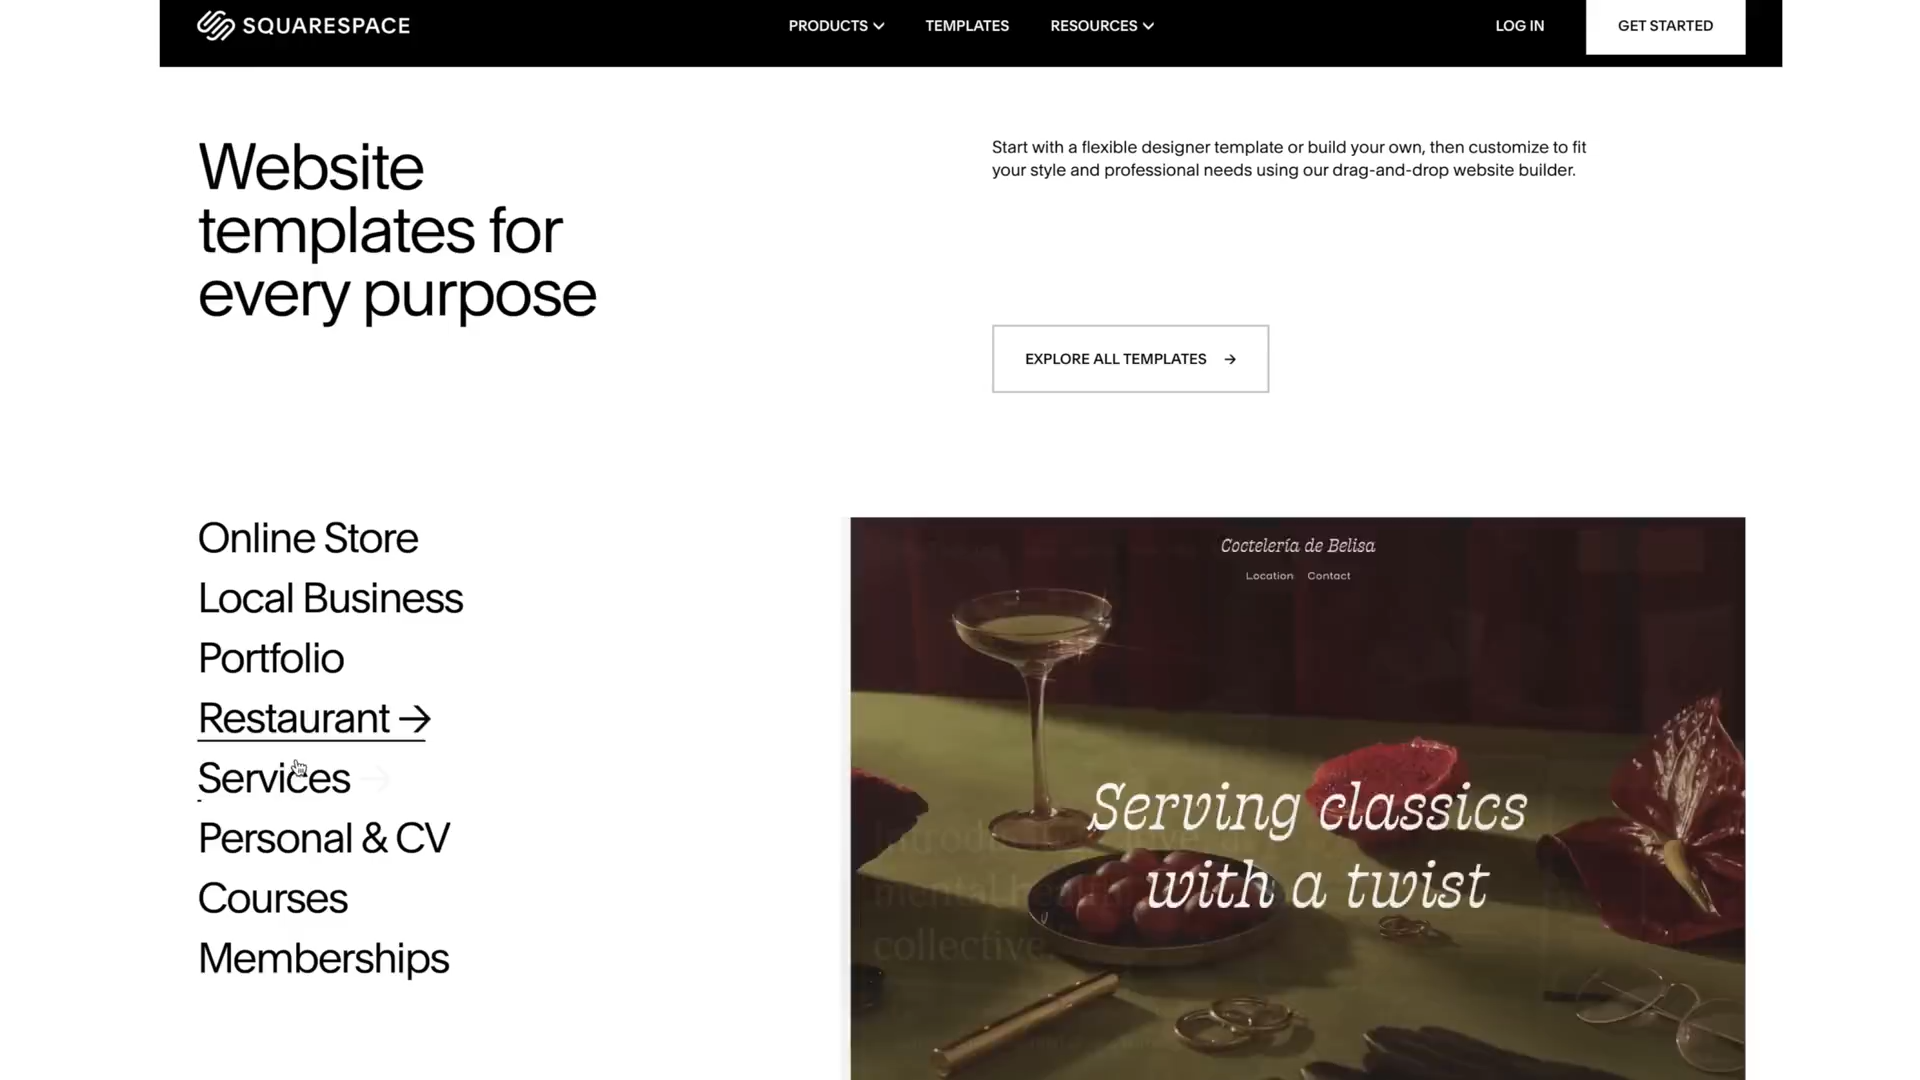 SQUARESPACE
PRODUCTS
TEMPLATES
RESOURCES
LOG IN
GET STARTED
Website
templates for
every purpose
Start with a flexible designer template or build your own, then customize to fit
your style and professional needs using our drag-and-drop website builder.
EXPLORE ALL TEMPLATES →
Online Store
Local Business
Portfolio
Restaurant →
Services →
Personal & CV
Courses
Memberships
Coctelería de Belisa
Location Contact
Serving classics
with a twist
mental
collective.